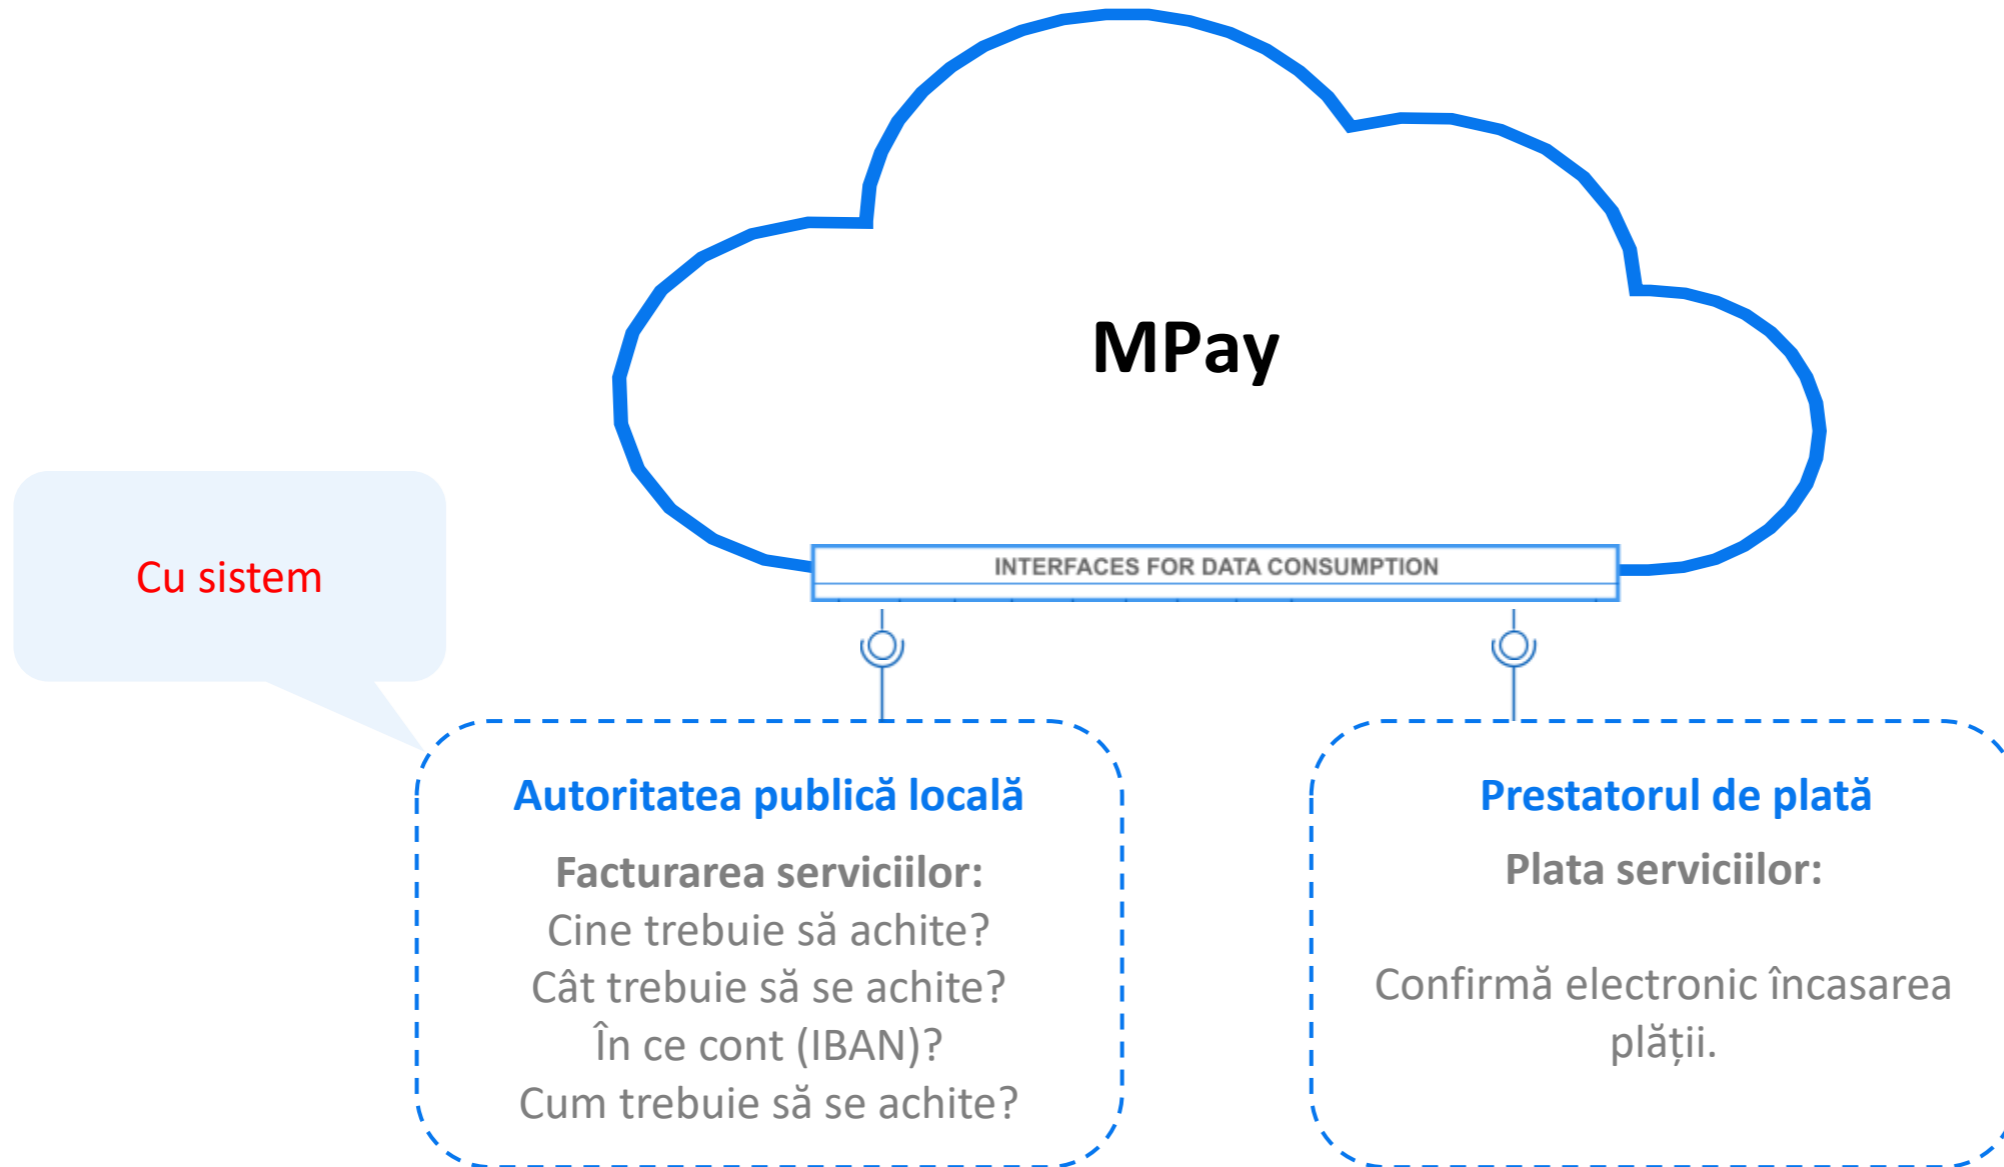 MPay
INTERFACES FOR DATA CONSUMPTION
Cu sistem
Autoritatea publică locală
Facturarea serviciilor:
Cine trebuie să achite?
Cât trebuie să se achite?
În ce cont (IBAN)?
Cum trebuie să se achite?
Prestatorul de plată
Plata serviciilor:
Confirmă electronic încasarea
plății.